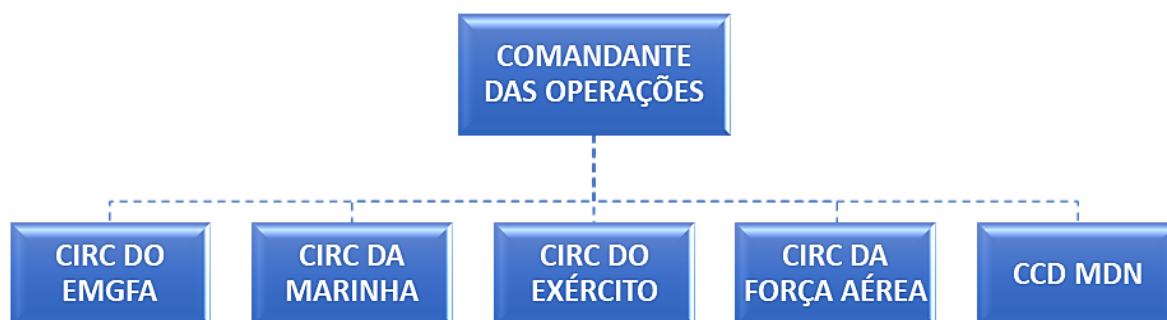 COMANDANTE
DAS OPERAÇÕES
CIRC DO
EMGFA
CIRC DA
MARINHA
CIRC DO
EXÉRCITO
CIRC DA
FORÇA AÉREA
CCD MDN